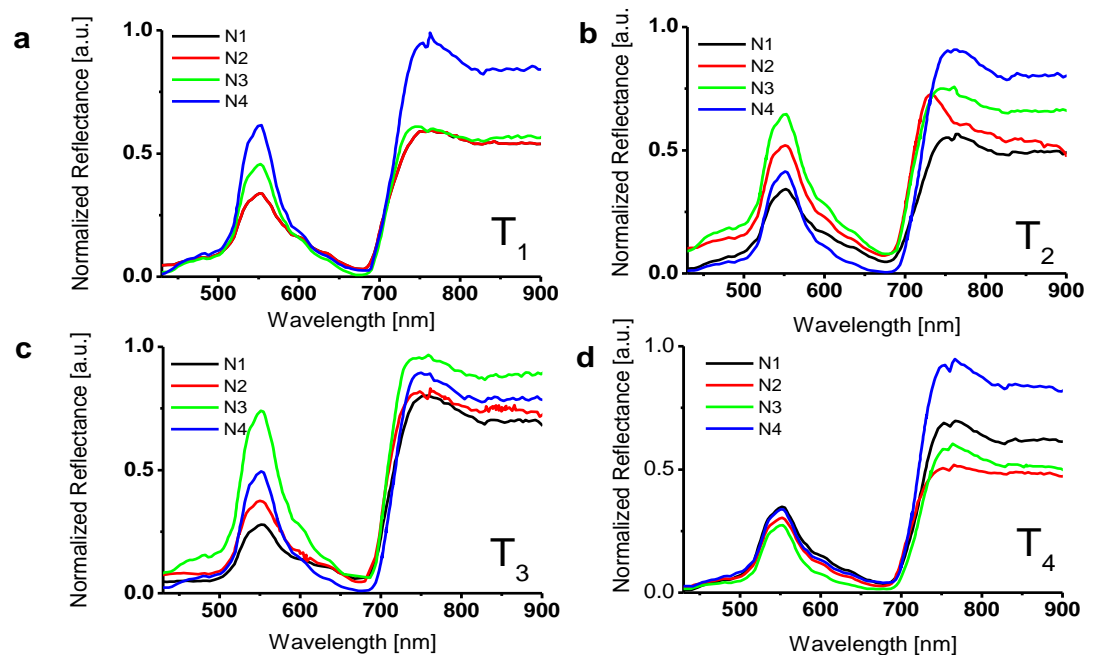 a
Normalized Reflectance [a.u.]
1.0
0.5
0.0
N1
N2
N3
N4
T1
500 600 700 800 900
Wavelength [nm]
b
Normalized Reflectance [a.u.]
1.0
0.5
0.0
N1
N2
N3
N4
T2
500 600 700 800 900
Wavelength [nm]
c
Normalized Reflectance [a.u.]
1.0
0.5
0.0
N1
N2
N3
N4
T3
500 600 700 800 900
Wavelength [nm]
d
Normalized Reflectance [a.u.]
1.0
0.5
0.0
N1
N2
N3
N4
T4
500 600 700 800 900
Wavelength [nm]